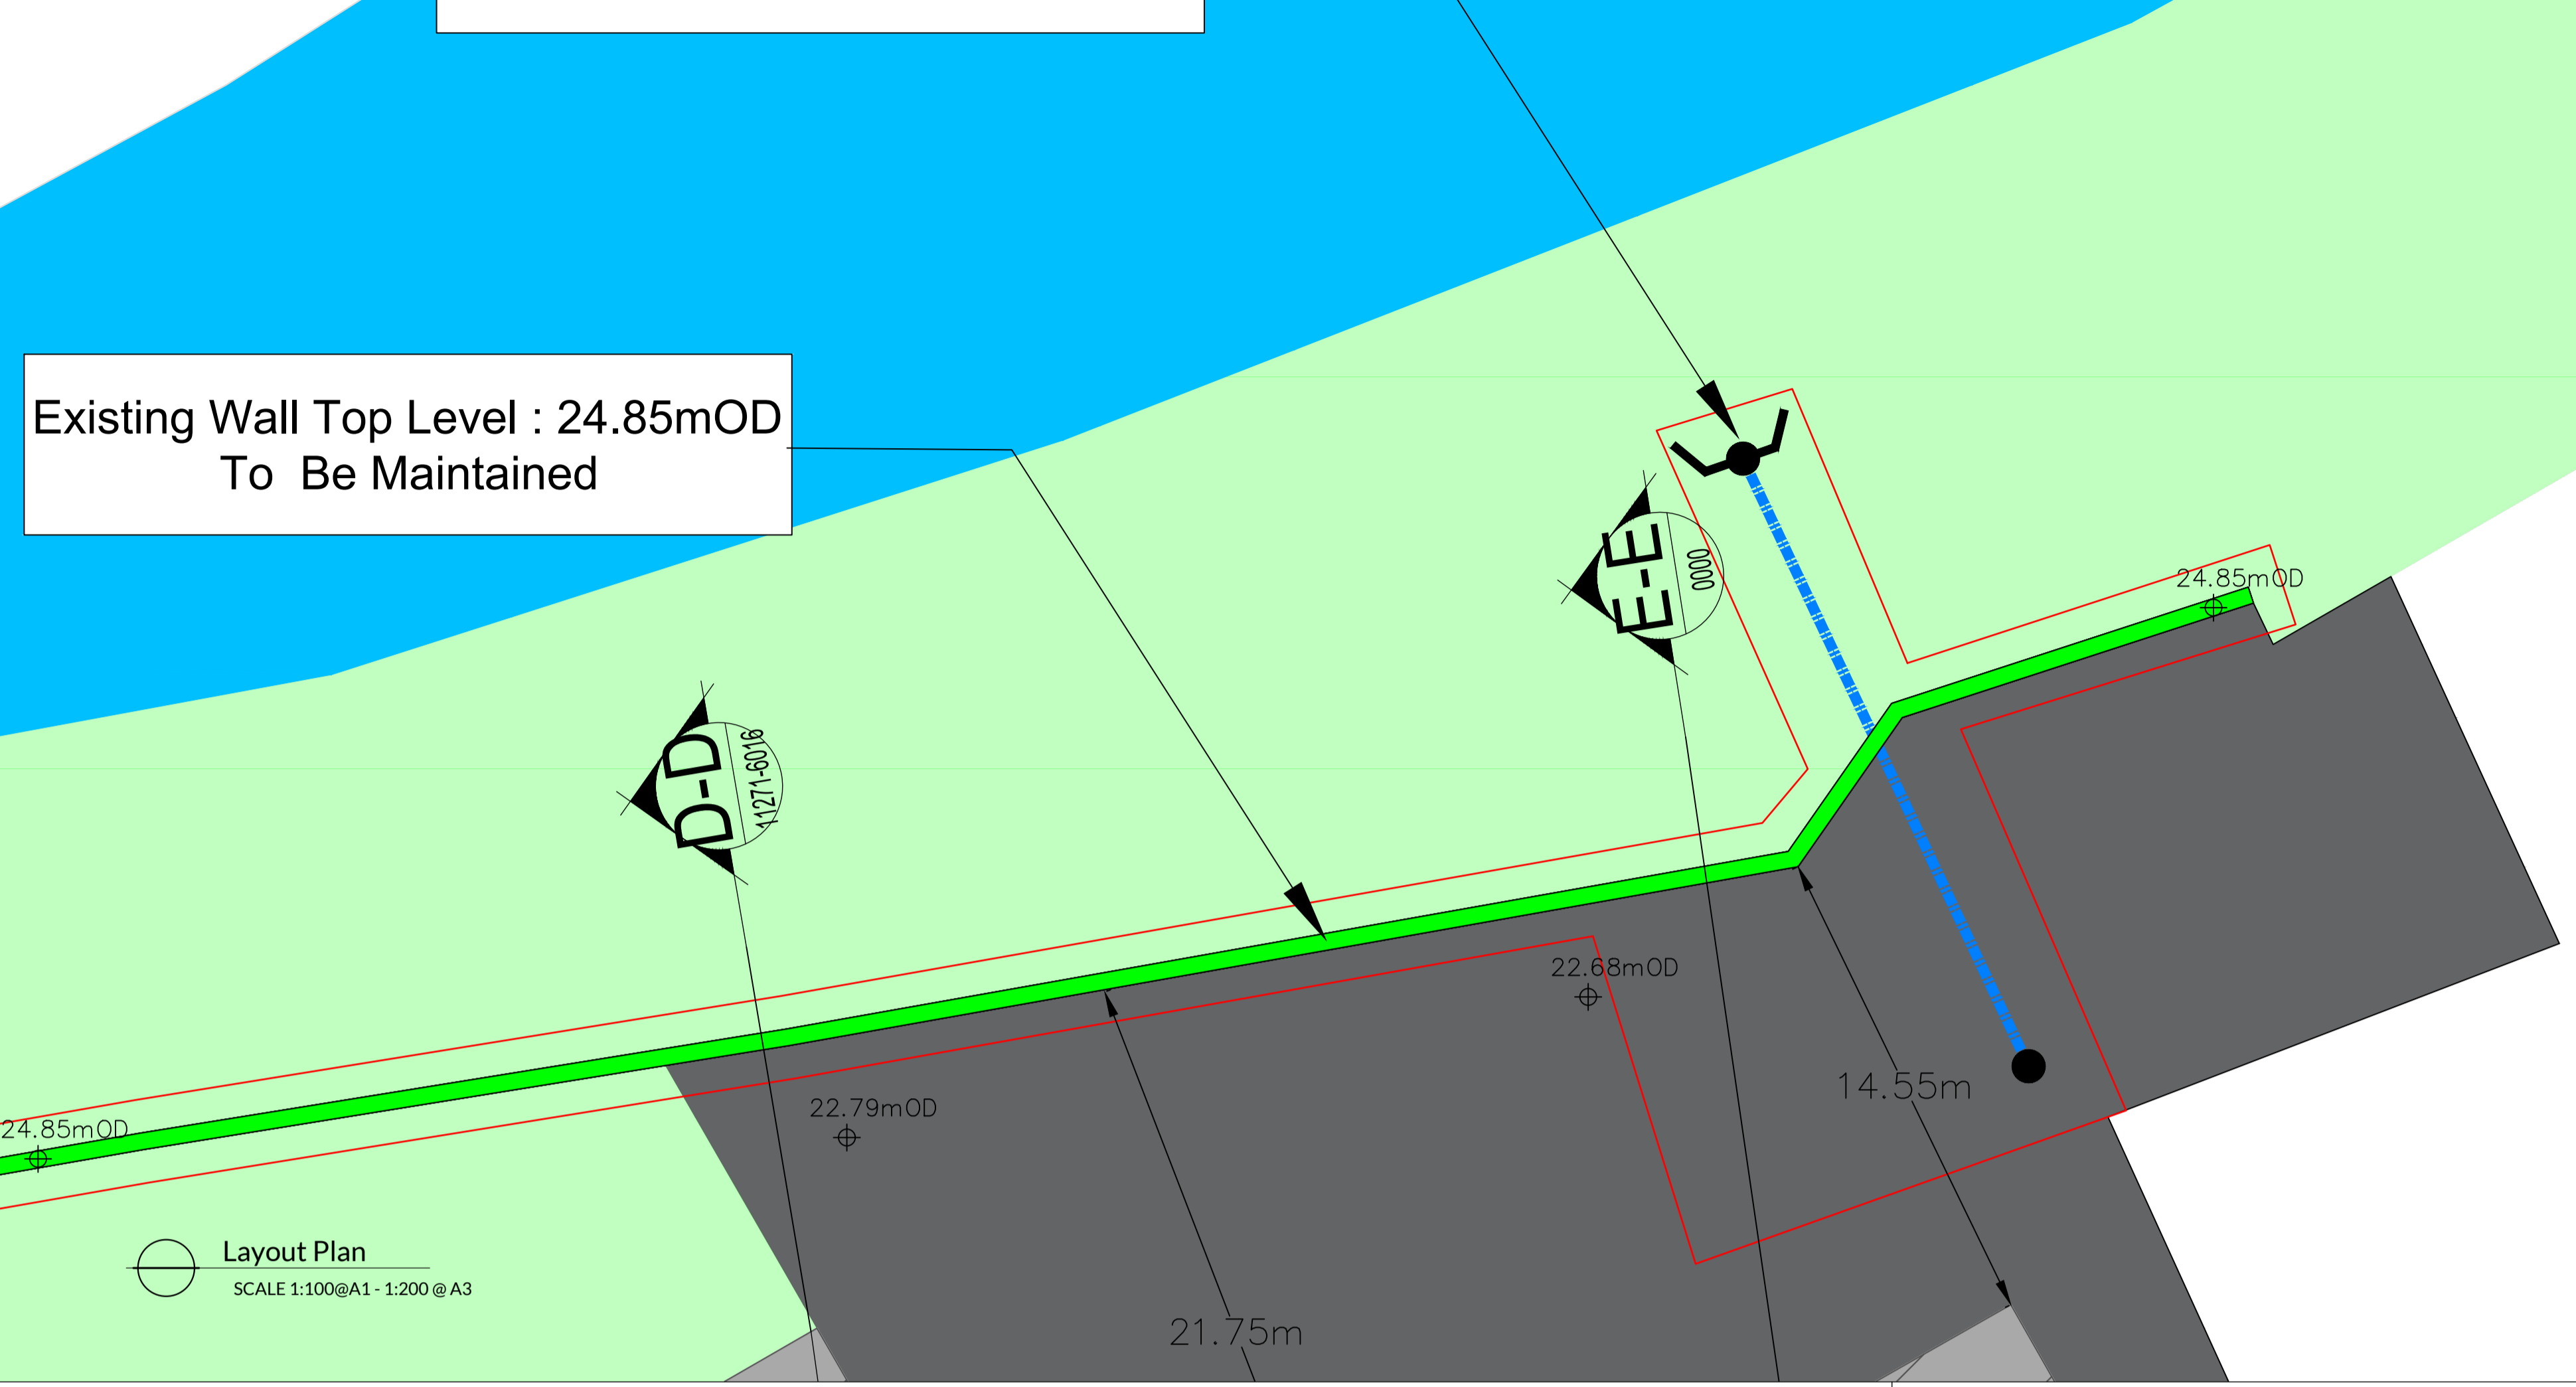 Existing Wall Top Level : 24.85mOD
To Be Maintained
E-E
0000
24.85mOD
D-D
11271-6016
22.68mOD
14.55m
22.79mOD
24.85mOD
Layout Plan
SCALE 1:100@A1 - 1:200 @ A3
21.75m